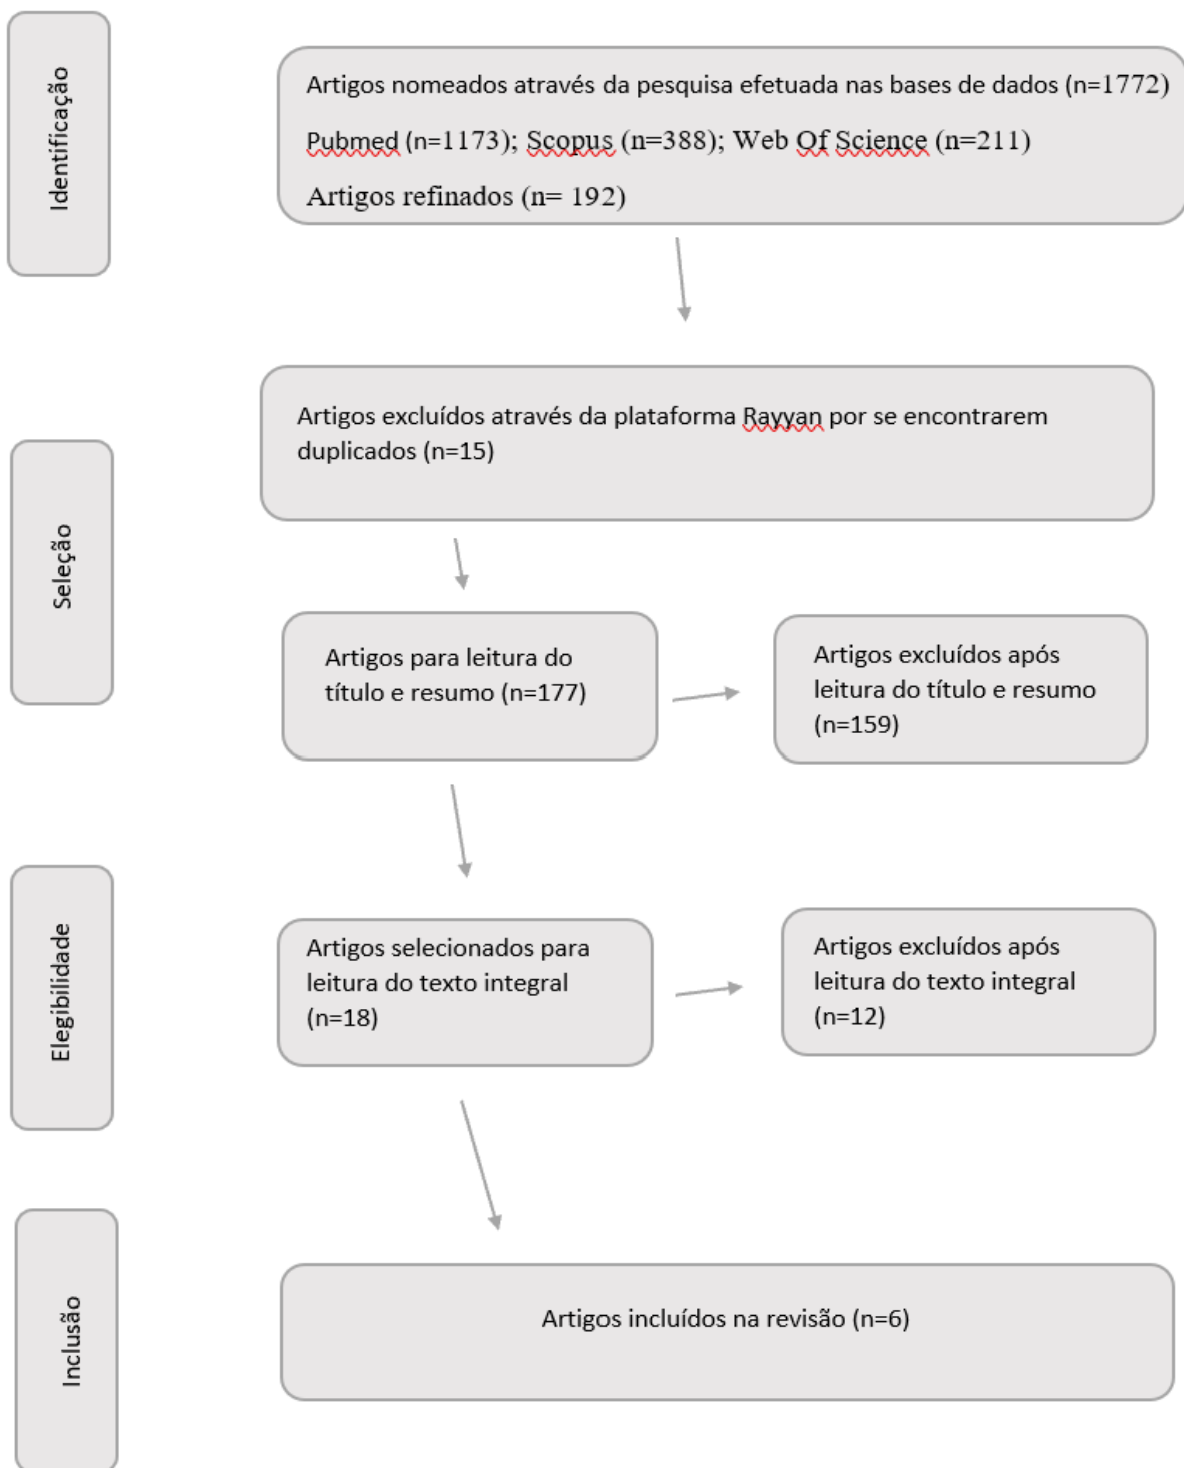 Identificação
Artigos nomeados através da pesquisa efetuada nas bases de dados (n=1772)
Pubmed (n=1173); Scopus (n=388); Web Of Science (n=211)
Artigos refinados (n= 192)
Seleção
Artigos excluídos através da plataforma Rayyan por se encontrarem
duplicados (n=15)
Artigos para leitura do
título e resumo (n=177)
Artigos excluídos após
leitura do título e resumo
(n=159)
Elegibilidade
Artigos selecionados para
leitura do texto integral
(n=18)
Artigos excluídos após
leitura do texto integral
(n=12)
Inclusão
Artigos incluídos na revisão (n=6)